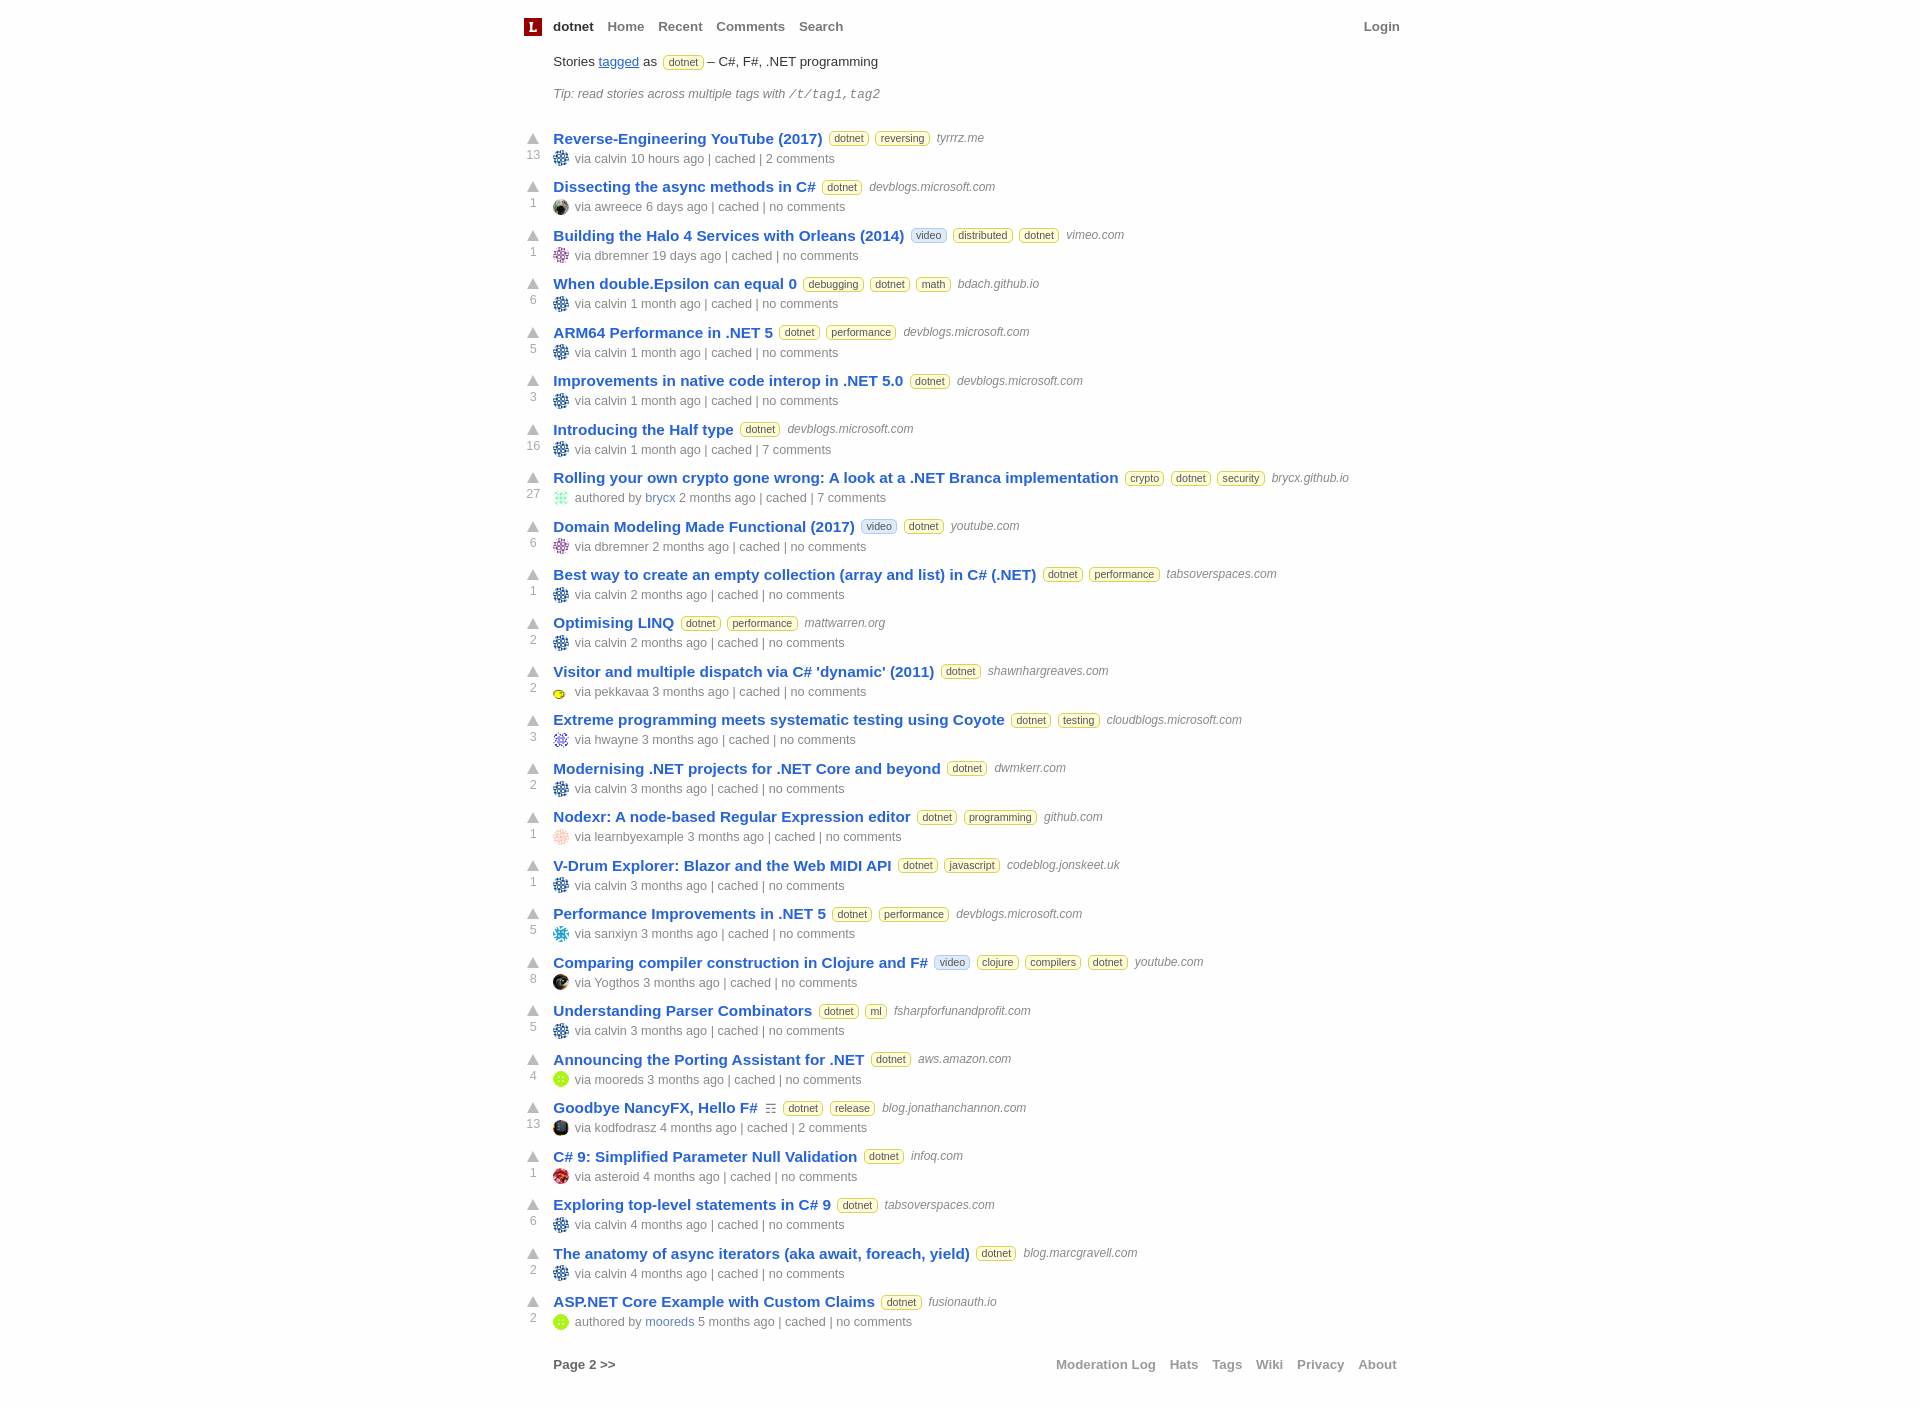 L dotnet Home Recent Comments Search Login
Stories tagged as dotnet – C#, F#, .NET programming
Tip: read stories across multiple tags with /t/tag1,tag2
Reverse-Engineering YouTube (2017) dotnet reversing tyrrrz.me
13 via calvin 10 hours ago | cached | 2 comments
Dissecting the async methods in C# dotnet devblogs.microsoft.com
1 via awreece 6 days ago | cached | no comments
Building the Halo 4 Services with Orleans (2014) video distributed dotnet vimeo.com
1 via dbremner 19 days ago | cached | no comments
When double.Epsilon can equal 0 debugging dotnet math bdach.github.io
6 via calvin 1 month ago | cached | no comments
ARM64 Performance in .NET 5 dotnet performance devblogs.microsoft.com
5 via calvin 1 month ago | cached | no comments
Improvements in native code interop in .NET 5.0 dotnet devblogs.microsoft.com
3 via calvin 1 month ago | cached | no comments
Introducing the Half type dotnet devblogs.microsoft.com
16 via calvin 1 month ago | cached | 7 comments
Rolling your own crypto gone wrong: A look at a .NET Branca implementation crypto dotnet security brycx.github.io
27 authored by brycx 2 months ago | cached | 7 comments
Domain Modeling Made Functional (2017) video dotnet youtube.com
6 via dbremner 2 months ago | cached | no comments
Best way to create an empty collection (array and list) in C# (.NET) dotnet performance tabsoverspaces.com
1 via calvin 2 months ago | cached | no comments
Optimising LINQ dotnet performance mattwarren.org
2 via calvin 2 months ago | cached | no comments
Visitor and multiple dispatch via C# 'dynamic' (2011) dotnet shawnhargreaves.com
2 via pekkavaa 3 months ago | cached | no comments
Extreme programming meets systematic testing using Coyote dotnet testing cloudblogs.microsoft.com
3 via hwayne 3 months ago | cached | no comments
Modernising .NET projects for .NET Core and beyond dotnet dwmkerr.com
2 via calvin 3 months ago | cached | no comments
Nodexr: A node-based Regular Expression editor dotnet programming github.com
1 via learnbyexample 3 months ago | cached | no comments
V-Drum Explorer: Blazor and the Web MIDI API dotnet javascript codeblog.jonskeet.uk
1 via calvin 3 months ago | cached | no comments
Performance Improvements in .NET 5 dotnet performance devblogs.microsoft.com
5 via sanxiyn 3 months ago | cached | no comments
Comparing compiler construction in Clojure and F# video clojure compilers dotnet youtube.com
8 via Yogthos 3 months ago | cached | no comments
Understanding Parser Combinators dotnet ml fsharpforfunandprofit.com
5 via calvin 3 months ago | cached | no comments
Announcing the Porting Assistant for .NET dotnet aws.amazon.com
4 via mooreds 3 months ago | cached | no comments
Goodbye NancyFX, Hello F# ☶ dotnet release blog.jonathanchannon.com
13 via kodfodrasz 4 months ago | cached | 2 comments
C# 9: Simplified Parameter Null Validation dotnet infoq.com
1 via asteroid 4 months ago | cached | no comments
Exploring top-level statements in C# 9 dotnet tabsoverspaces.com
6 via calvin 4 months ago | cached | no comments
The anatomy of async iterators (aka await, foreach, yield) dotnet blog.marcgravell.com
2 via calvin 4 months ago | cached | no comments
ASP.NET Core Example with Custom Claims dotnet fusionauth.io
2 authored by mooreds 5 months ago | cached | no comments
Page 2 >> Moderation Log Hats Tags Wiki Privacy About